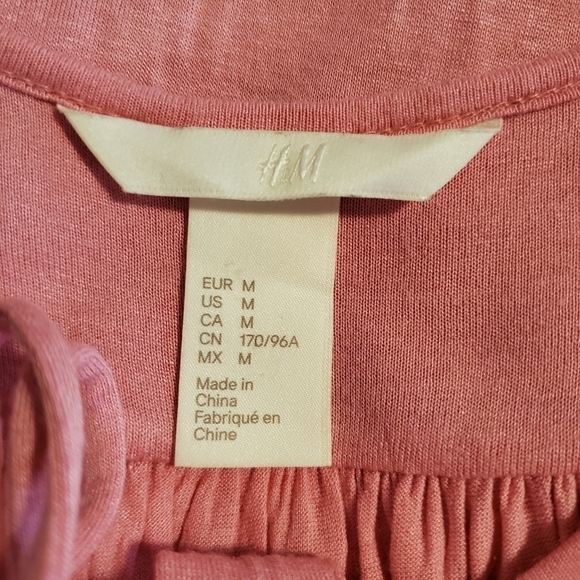 H&M
EUR M
US M
CA M
CN 170/96A
MX M
Made in
China
Fabriqué en
Chine